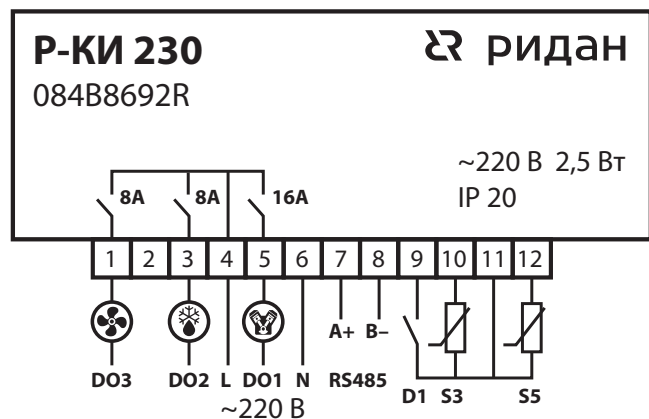 Р-КИ 230
ридан
084B8692R
~220 В 2,5 Вт
IP 20
8A 8A 16A
1 2 3 4 5 6 7 8 9 10 11 12
A+ B–
DO3 DO2 L DO1 N RS485 D1 S3 S5
~220 В